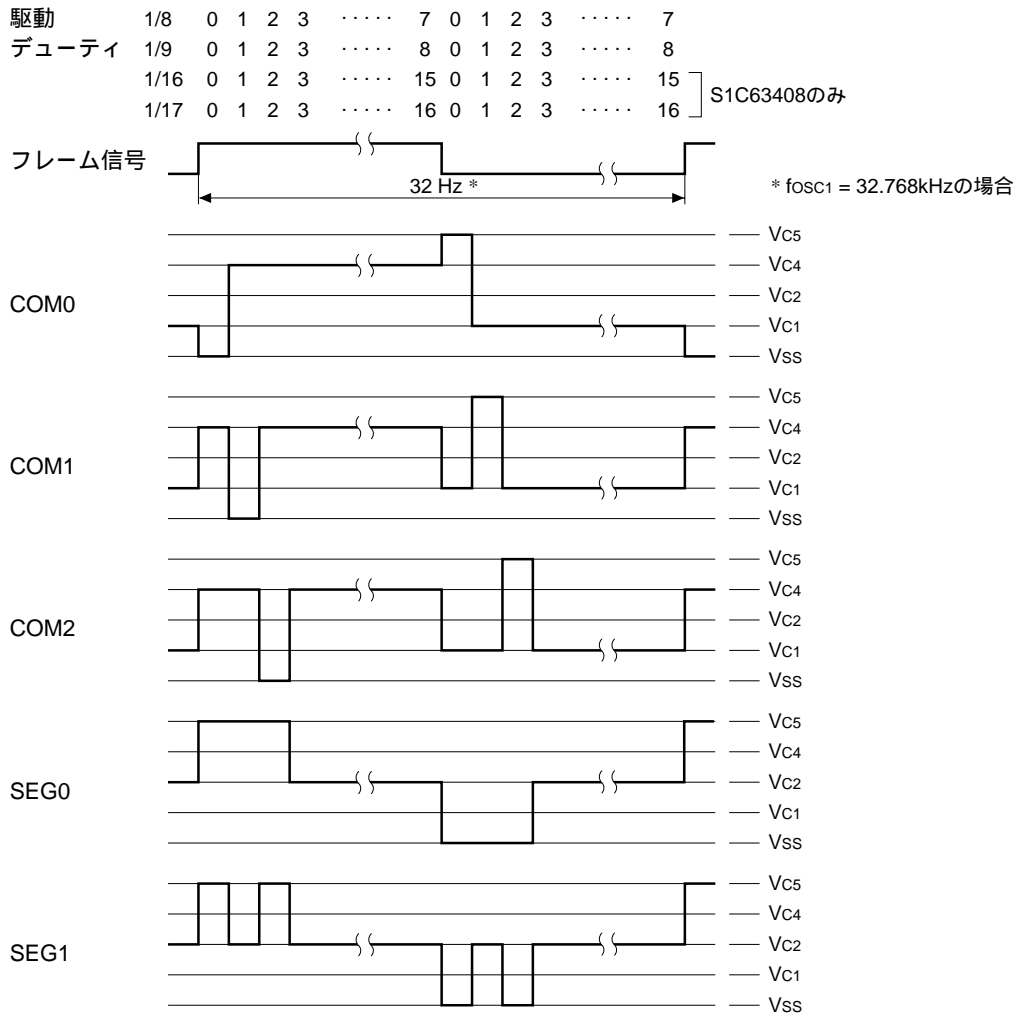 駆動 1/8 0 1 2 3 ····· 7 0 1 2 3 ····· 7
デューティ 1/9 0 1 2 3 ····· 8 0 1 2 3 ····· 8
1/16 0 1 2 3 ····· 15 0 1 2 3 ····· 15
1/17 0 1 2 3 ····· 16 0 1 2 3 ····· 16
S1C63408のみ
フレーム信号
32 Hz *
* fOSC1 = 32.768kHzの場合
COM0
VC5
VC4
VC2
VC1
VSS
COM1
VC5
VC4
VC2
VC1
VSS
COM2
VC5
VC4
VC2
VC1
VSS
SEG0
VC5
VC4
VC2
VC1
VSS
SEG1
VC5
VC4
VC2
VC1
VSS